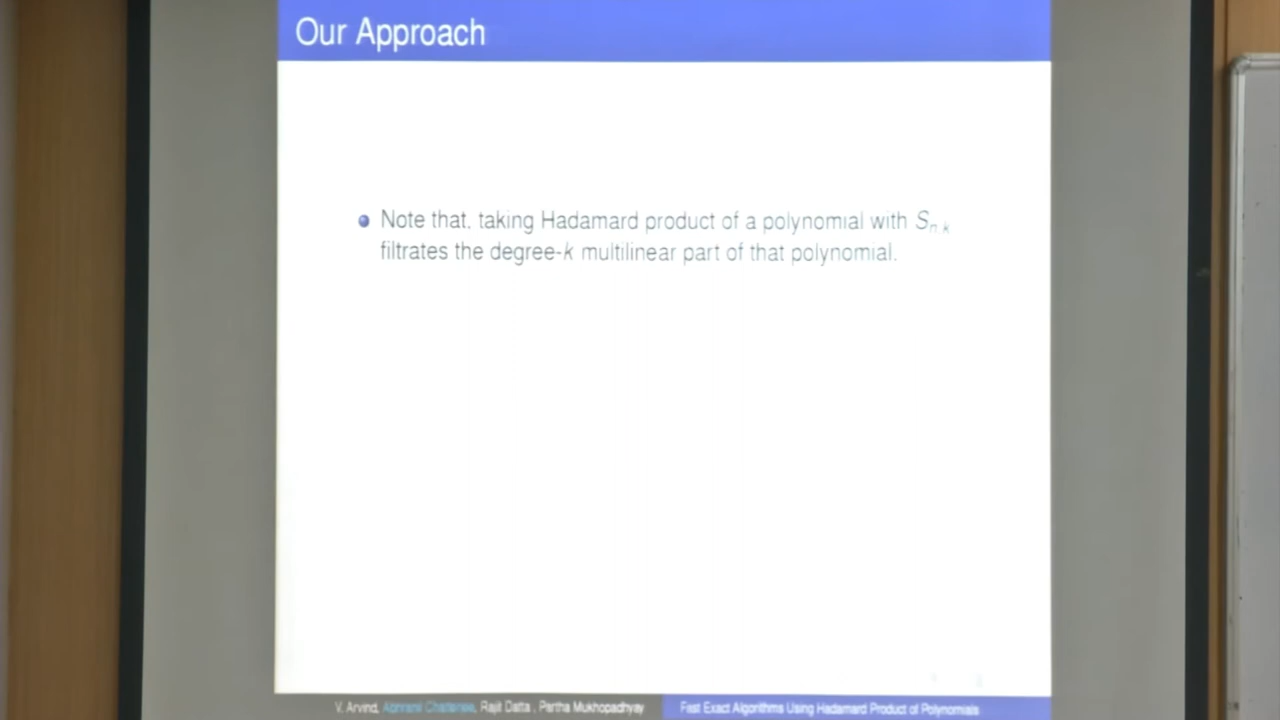 Our Approach
Note that, taking Hadamard product of a polynomial with Sn,k
filtrates the degree-k multilinear part of that polynomial.
V. Arvind, Abhranil Chatterjee, Rajit Datta , Partha Mukhopadhyay
Fast Exact Algorithms Using Hadamard Product of Polynomials